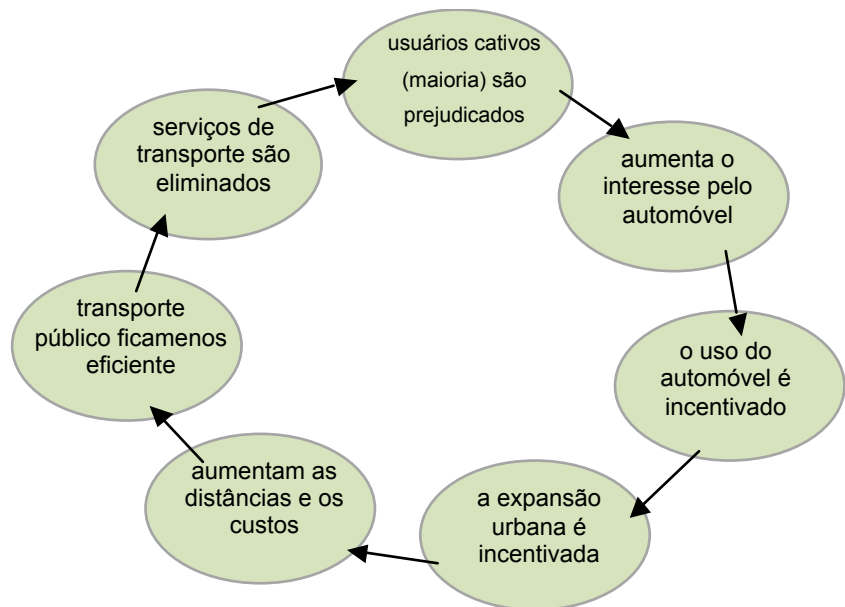 usuários cativos
(maioria) são
prejudicados
aumenta o
interesse pelo
automóvel
o uso do
automóvel é
incentivado
a expansão
urbana é
incentivada
aumentam as
distâncias e os
custos
transporte
público ficamenos
eficiente
serviços de
transporte são
eliminados